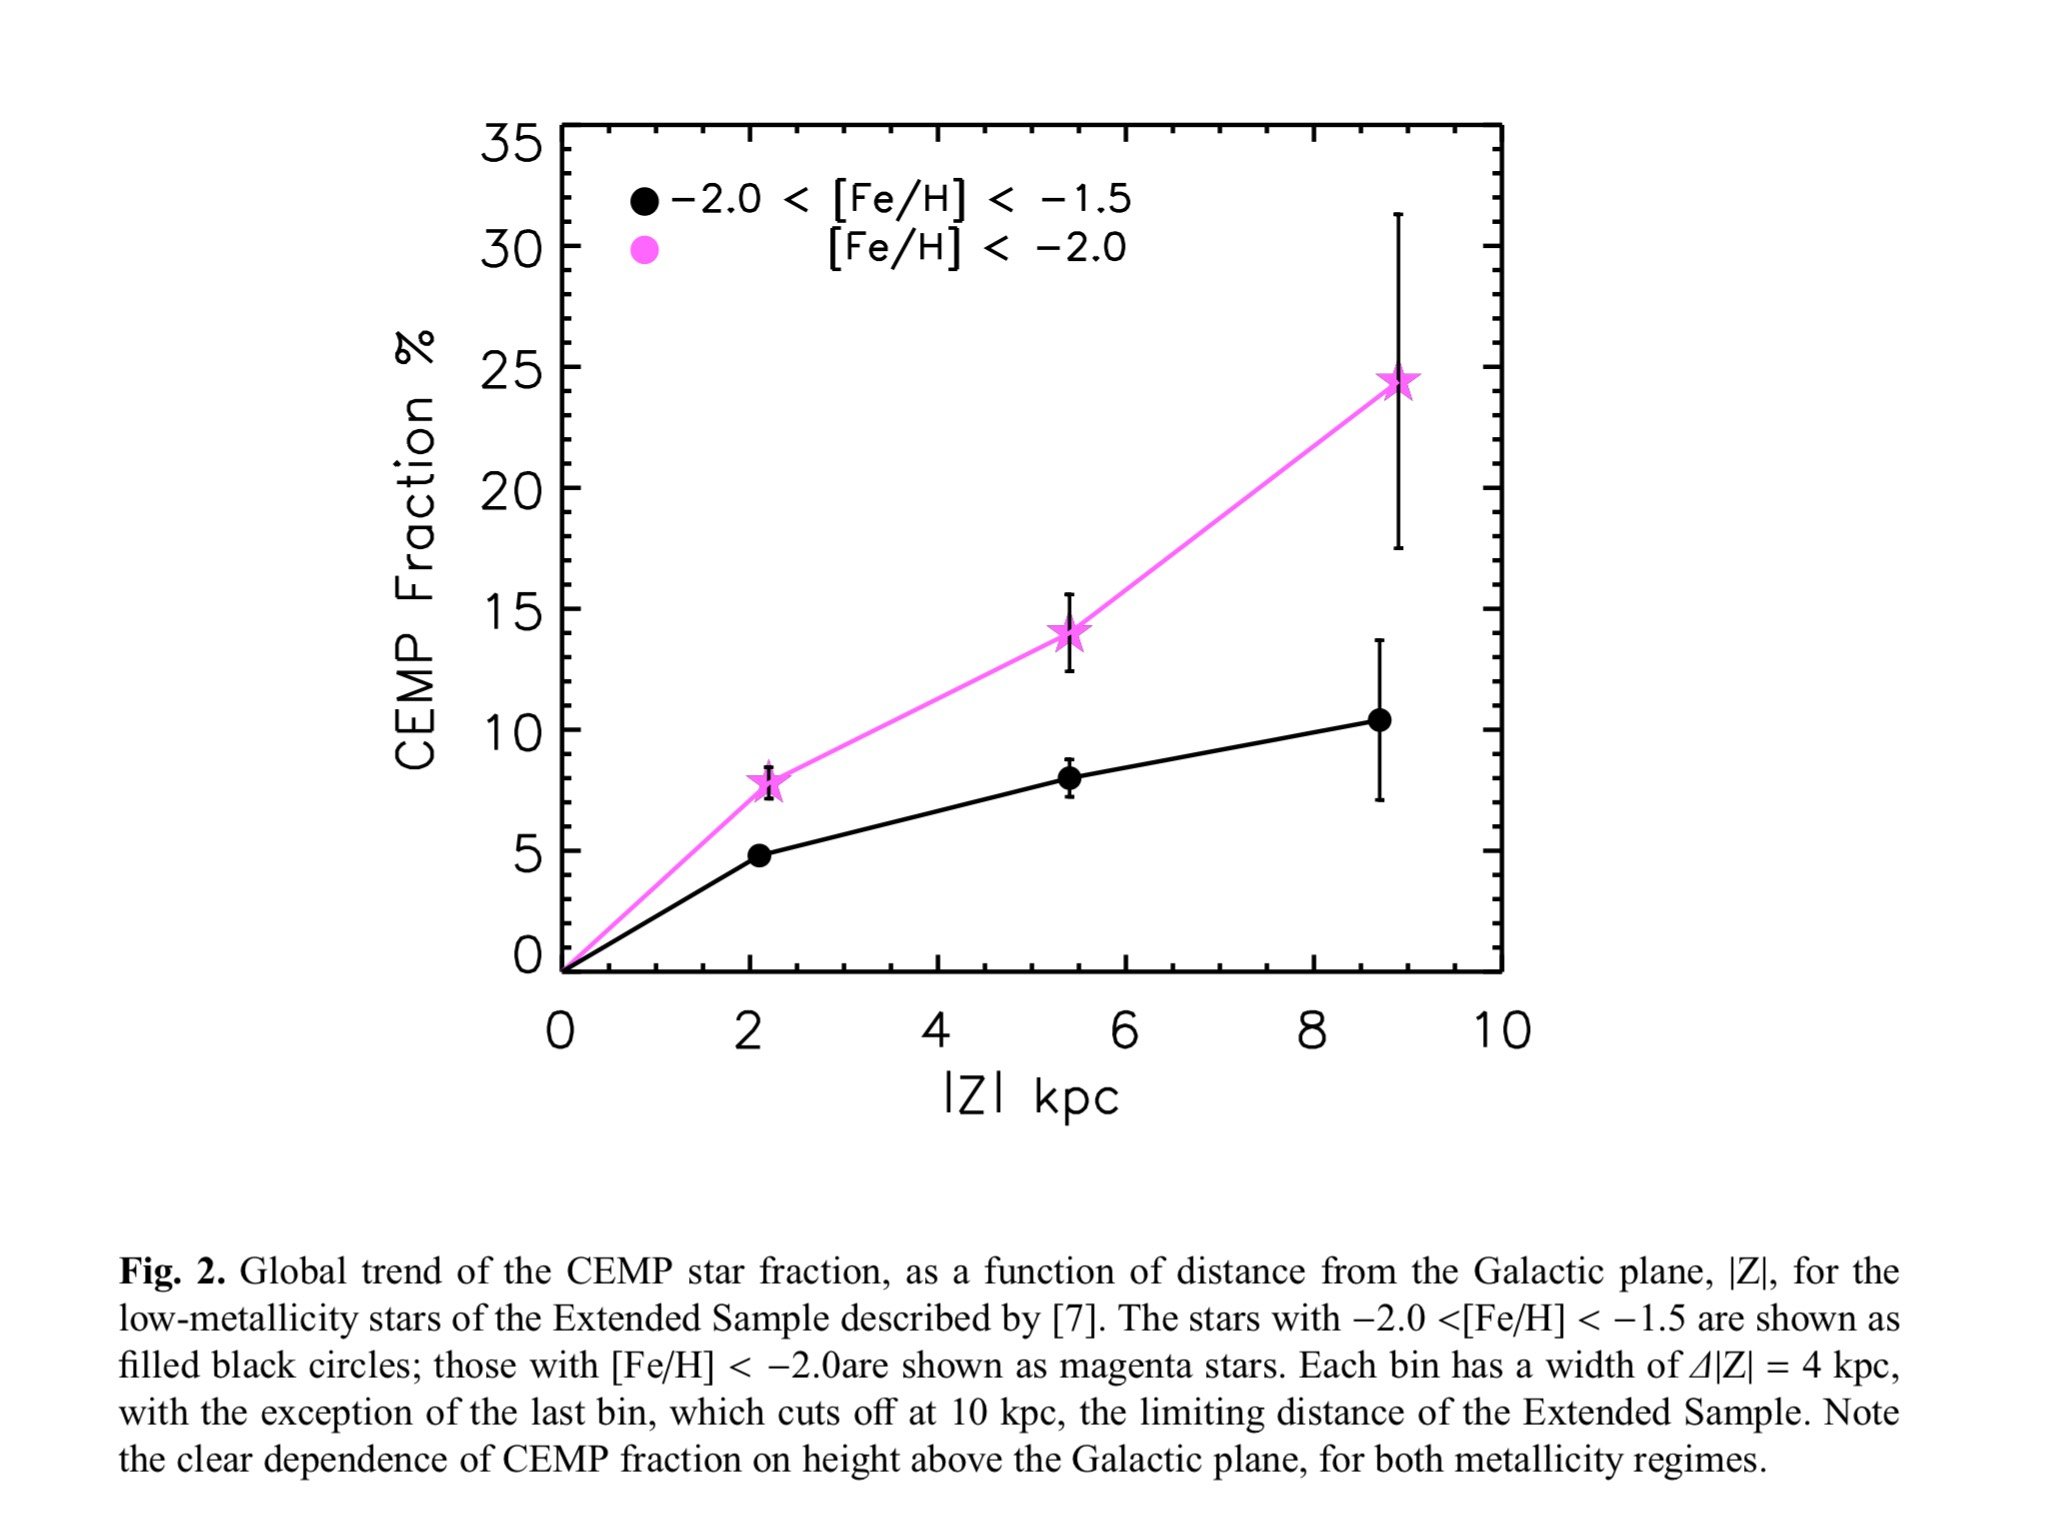 35
30
25
20
15
10
5
0
CEMP Fraction %
−2.0 < [Fe/H] < −1.5
[Fe/H] < −2.0
0 2 4 6 8 10
|Z| kpc
Fig. 2. Global trend of the CEMP star fraction, as a function of distance from the Galactic plane, |Z|, for the
low-metallicity stars of the Extended Sample described by [7]. The stars with −2.0 <[Fe/H] < −1.5 are shown as
filled black circles; those with [Fe/H] < −2.0are shown as magenta stars. Each bin has a width of Δ|Z| = 4 kpc,
with the exception of the last bin, which cuts off at 10 kpc, the limiting distance of the Extended Sample. Note
the clear dependence of CEMP fraction on height above the Galactic plane, for both metallicity regimes.